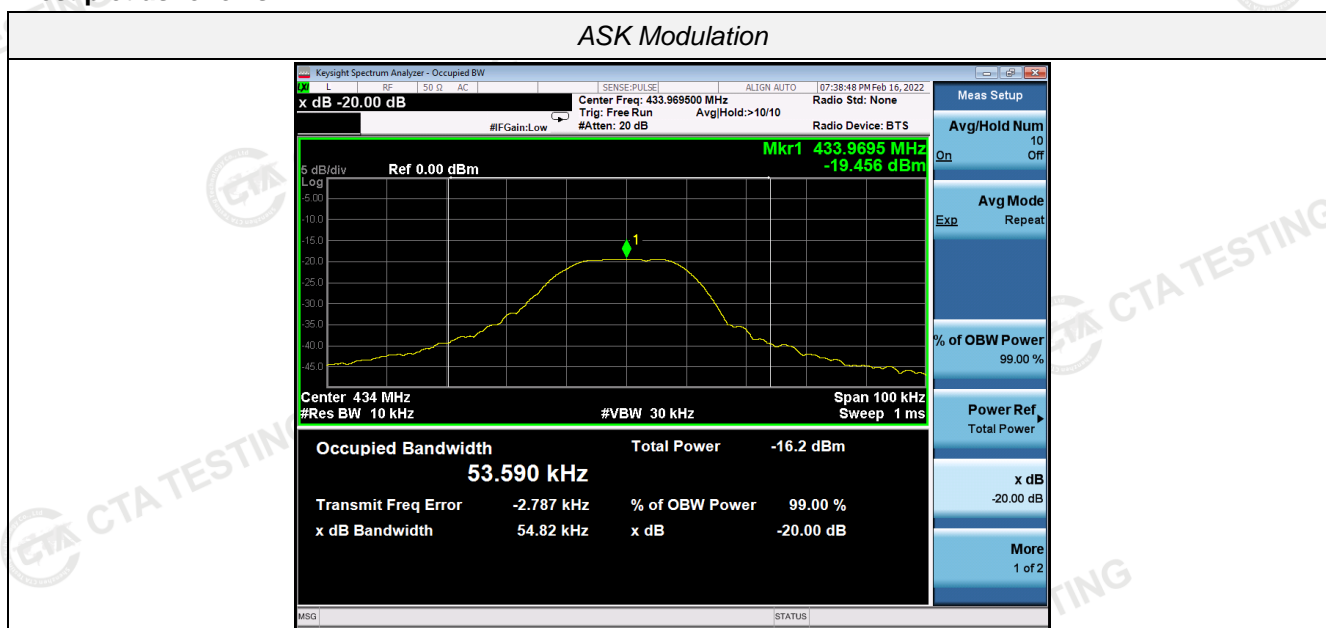 ASK Modulation
Keysight Spectrum Analyzer - Occupied BW
LXI L RF 50 Ω AC SENSE:PULSE ALIGN AUTO 07:38:48 PM Feb 16, 2022
x dB -20.00 dB
Center Freq: 433.969500 MHz
Radio Std: None
Trig: Free Run
Avg|Hold:>10/10
#IFGain:Low
#Atten: 20 dB
Radio Device: BTS
Mkr1 433.9695 MHz
-19.456 dBm
5 dB/div
Ref 0.00 dBm
Log
-5.00
-10.0
-15.0
-20.0
-25.0
-30.0
-35.0
-40.0
-45.0
1
Center 434 MHz
Span 100 kHz
#Res BW 10 kHz
#VBW 30 kHz
Sweep 1 ms
Occupied Bandwidth
53.590 kHz
Total Power -16.2 dBm
Transmit Freq Error -2.787 kHz
% of OBW Power 99.00 %
x dB Bandwidth 54.82 kHz
x dB -20.00 dB
MSG
STATUS
Meas Setup
Avg/Hold Num
10
On Off
Avg Mode
Exp Repeat
% of OBW Power
99.00 %
Power Ref
Total Power
x dB
-20.00 dB
More
1 of 2
CTA TESTING
CTA TESTING
TING